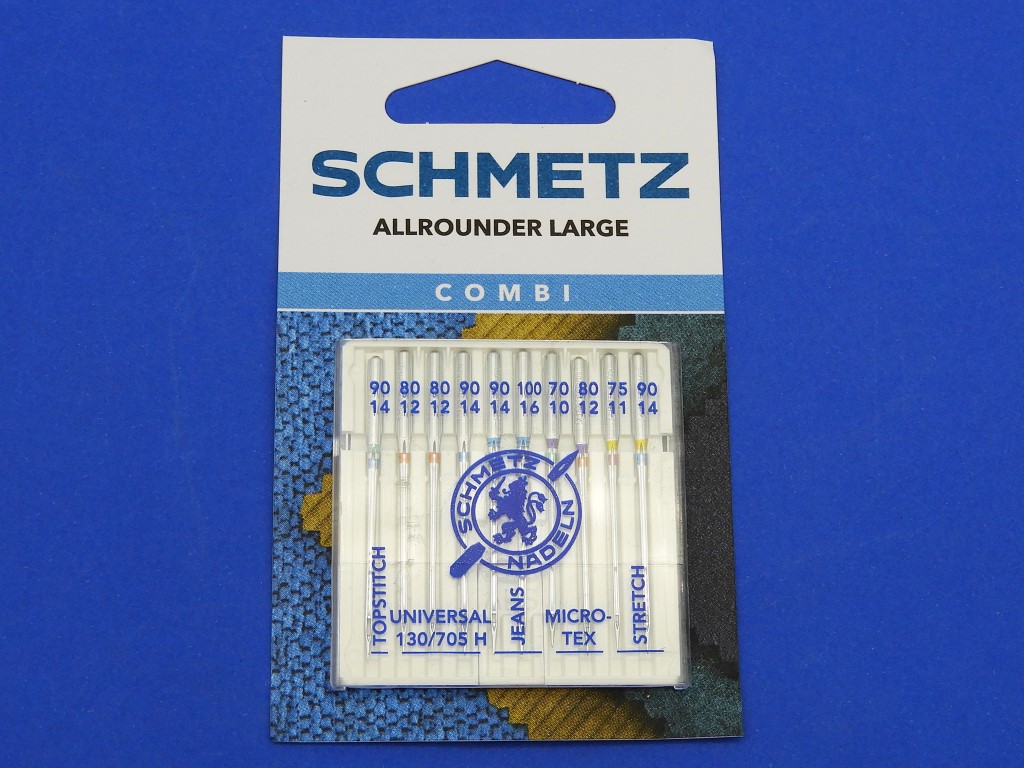 SCHMETZ
ALLROUNDER LARGE
COMBI
90 80 80 90 90 100 70 80 75 90
14 12 12 14 14 16 10 12 11 14
SCHMETZ
NADELN
TOPSTITCH
UNIVERSAL
130/705 H
JEANS
MICRO-
TEX
STRETCH